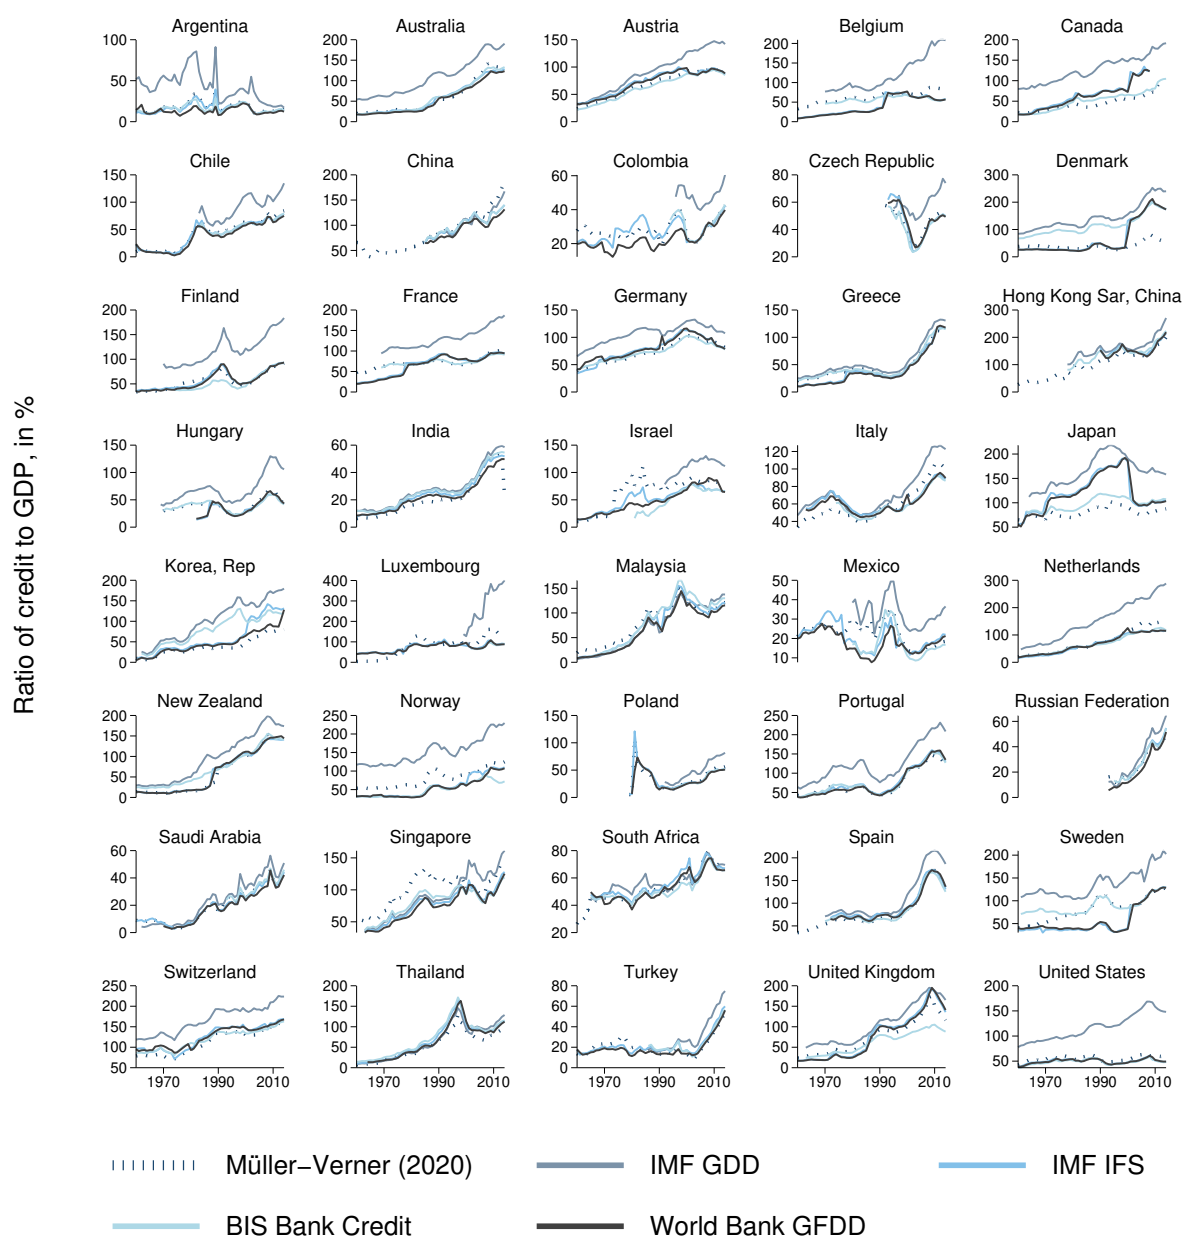 Ratio of credit to GDP, in %
Argentina Australia Austria Belgium Canada
100 50 0
200 150 100 50 0
150 100 50 0
200 150 100 50 0
200 150 100 50 0
Chile China Colombia Czech Republic Denmark
150 100 50 0
200 150 100 50
60 40 20
80 60 40 20
300 200 100 0
Finland France Germany Greece Hong Kong Sar, China
200 150 100 50
200 150 100 50 0
150 100 50 0
150 100 50 0
300 200 100 0
Hungary India Israel Italy Japan
150 100 50 0
60 40 20 0
150 100 50 0
120 100 80 60 40
200 150 100 50
Korea, Rep Luxembourg Malaysia Mexico Netherlands
200 150 100 50 0
400 300 200 100 0
150 100 50 0
50 40 30 20 10
300 200 100 0
New Zealand Norway Poland Portugal Russian Federation
200 150 100 50 0
250 200 150 100 50
150 100 50 0
250 200 150 100 50
60 40 20 0
Saudi Arabia Singapore South Africa Spain Sweden
60 40 20 0
150 100 50
80 60 40 20
200 150 100 50
200 150 100 50
Switzerland Thailand Turkey United Kingdom United States
250 200 150 100 50
200 150 100 50 0
80 60 40 20 0
200 150 100 50 0
200 150 100 50
1970 1990 2010 1970 1990 2010 1970 1990 2010 1970 1990 2010 1970 1990 2010
Müller−Verner (2020) IMF GDD IMF IFS
BIS Bank Credit World Bank GFDD